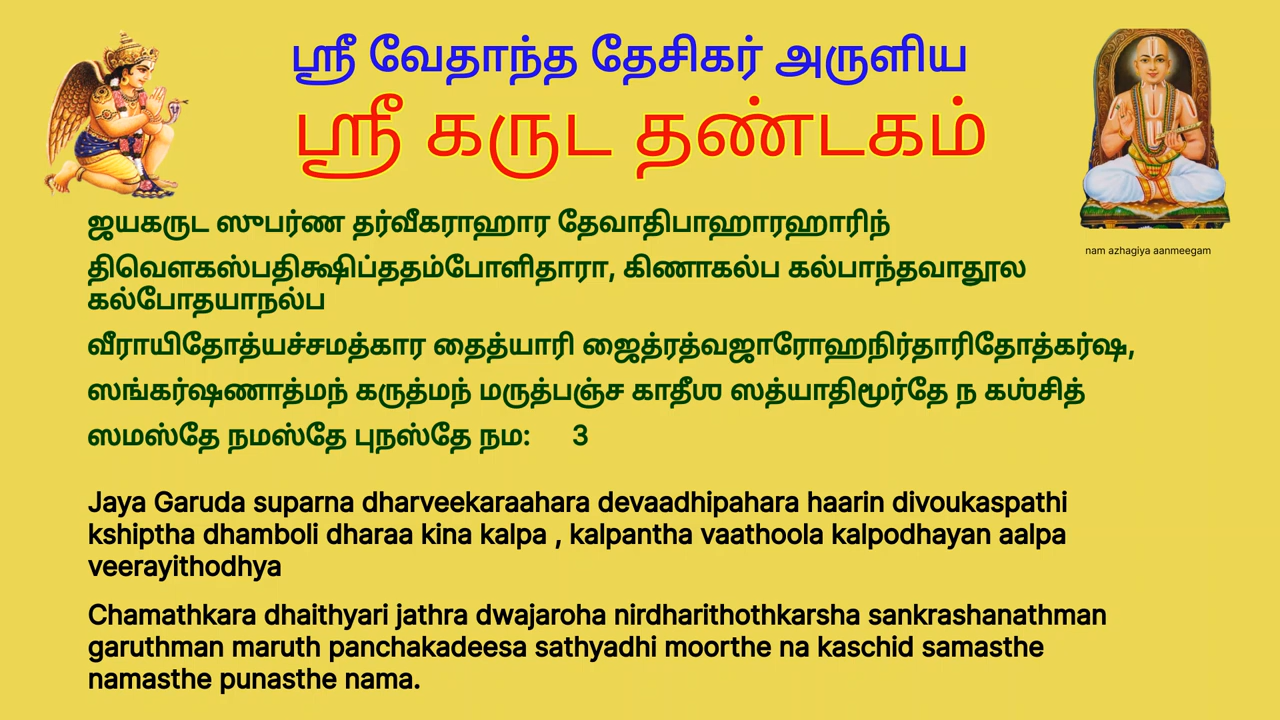 ஸ்ரீ வேதாந்த தேசிகர் அருளிய
ஸ்ரீ கருட தண்டகம்
nam azhagiya aanmeegam
ஜயகருட ஸுபர்ண தர்வீகராஹார தேவாதிபாஹாரஹாரிந்
திவௌகஸ்பதிக்ஷிப்ததம்போளிதாரா, கிணாகல்ப கல்பாந்தவாதூல
கல்போதயாநல்ப
வீராயிதோத்யச்சமத்கார தைத்யாரி ஜைத்ரத்வஜாரோஹநிர்தாரிதோத்கர்ஷ,
ஸங்கர்ஷணாத்மந் கருத்மந் மருத்பஞ்ச காதீஶ ஸத்யாதிமூர்தே ந கஶ்சித்
ஸமஸ்தே நமஸ்தே புநஸ்தே நம: 3
Jaya Garuda suparna dharveekaraahara devaadhipahara haarin divoukaspathi
kshiptha dhamboli dharaa kina kalpa , kalpantha vaathoola kalpodhayan aalpa
veerayithodhya
Chamathkara dhaithyari jathra dwajaroha nirdharithothkarsha sankrashanathman
garuthman maruth panchakadeesa sathyadhi moorthe na kaschid samasthe
namasthe punasthe nama.